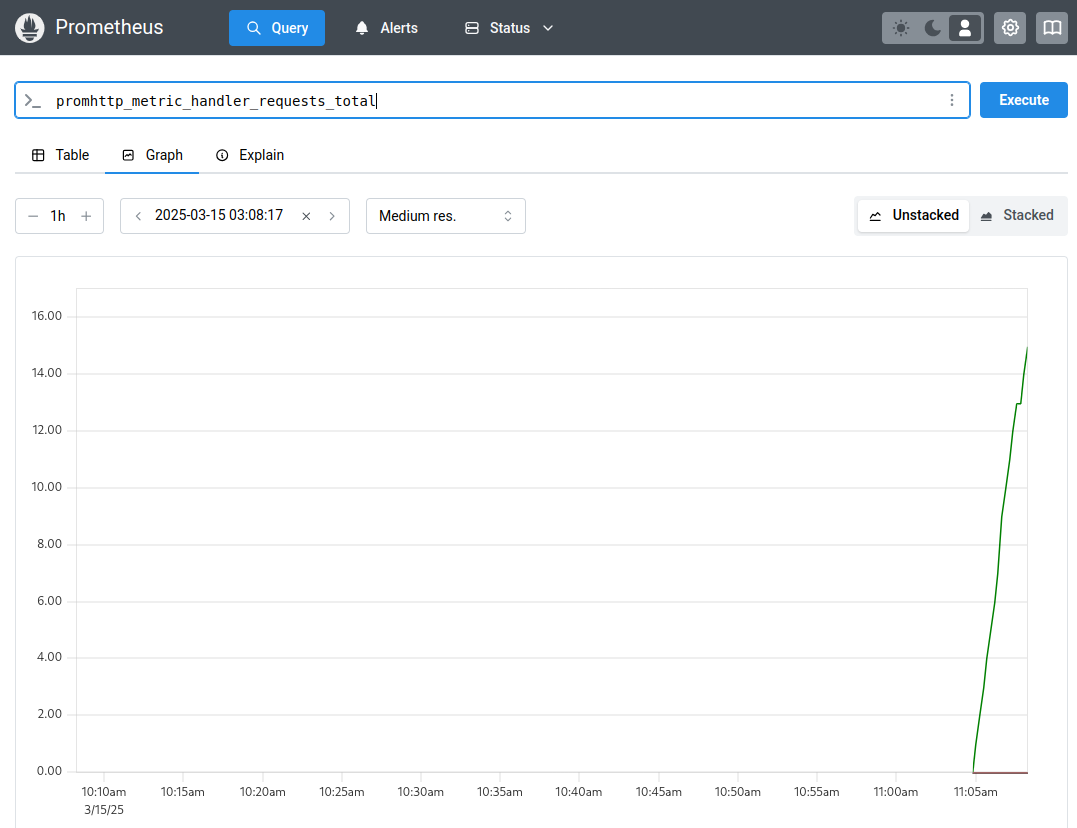 Prometheus Query Alerts Status
>_ promhttp_metric_handler_requests_total Execute
Table Graph Explain
1h 2025-03-15 03:08:17 Medium res. Unstacked Stacked
16.00
14.00
12.00
10.00
8.00
6.00
4.00
2.00
0.00
10:10am 10:15am 10:20am 10:25am 10:30am 10:35am 10:40am 10:45am 10:50am 10:55am 11:00am 11:05am
3/15/25